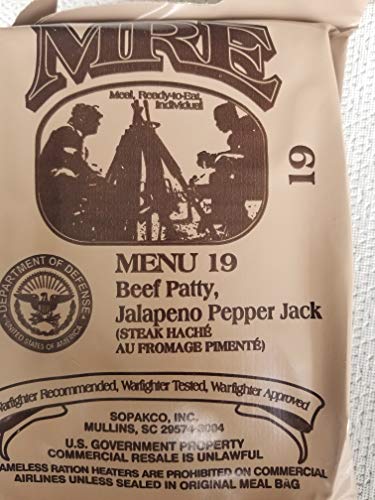 MRE
Meal, Ready-to-Eat,
Individual
19
DEPARTMENT OF DEFENSE
UNITED STATES OF AMERICA
MENU 19
Beef Patty,
Jalapeno Pepper Jack
(STEAK HACHÉ
AU FROMAGE PIMENTÉ)
Warfighter Recommended, Warfighter Tested, Warfighter Approved
SOPAKCO, INC.
MULLINS, SC 29574-3004
U.S. GOVERNMENT PROPERTY
COMMERCIAL RESALE IS UNLAWFUL
AMELESS RATION HEATERS ARE PROHIBITED ON COMMERCIAL
AIRLINES UNLESS SEALED IN ORIGINAL MEAL BAG